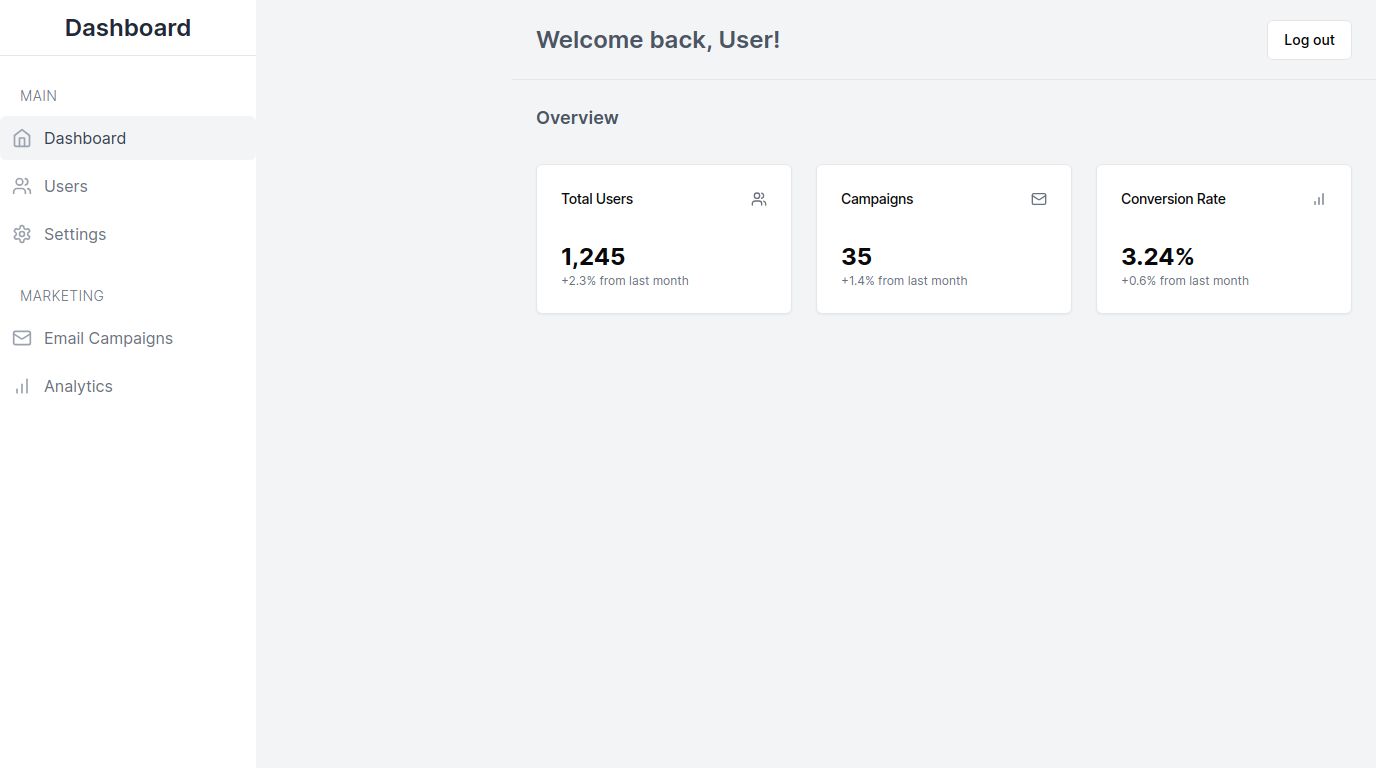 Dashboard
MAIN
Dashboard
Users
Settings
MARKETING
Email Campaigns
Analytics
Welcome back, User!
Log out
Overview
Total Users
1,245
+2.3% from last month
Campaigns
35
+1.4% from last month
Conversion Rate
3.24%
+0.6% from last month